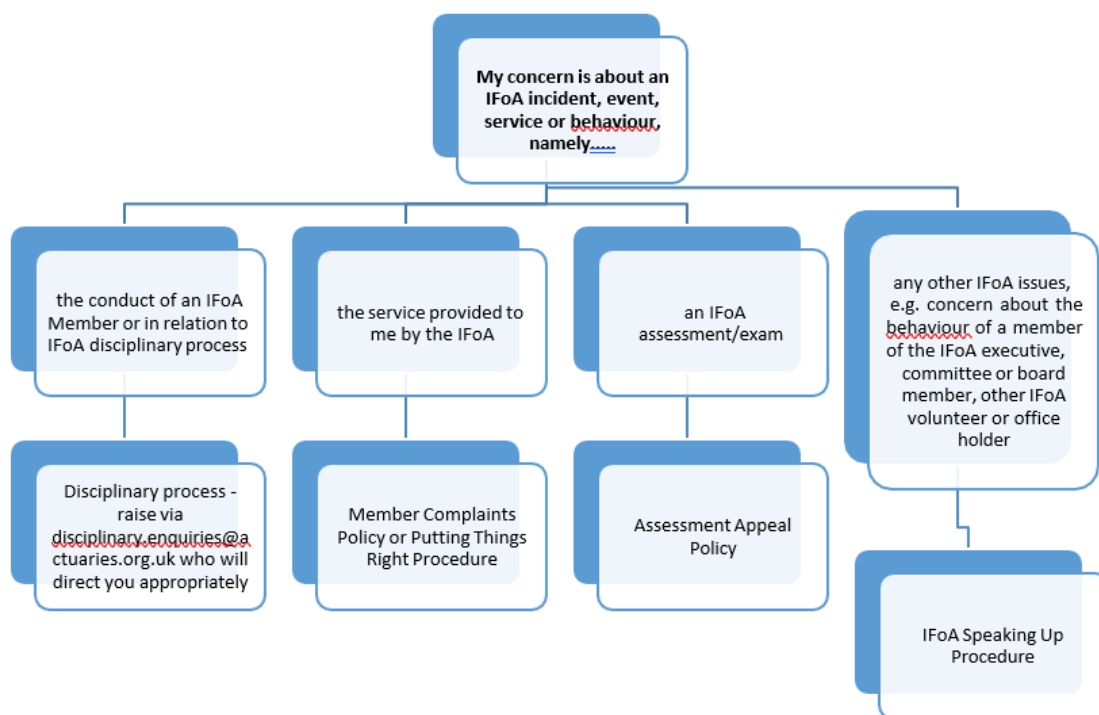 My concern is about an
IFoA incident, event,
service or behaviour,
namely.....
the conduct of an IFoA
Member or in relation to
IFoA disciplinary process
the service provided to
me by the IFoA
an IFoA
assessment/exam
any other IFoA issues,
e.g. concern about the
behaviour of a member
of the IFoA executive,
committee or board
member, other IFoA
volunteer or office
holder
Disciplinary process -
raise via
disciplinary.enquiries@a
ctuaries.org.uk who will
direct you appropriately
Member Complaints
Policy or Putting Things
Right Procedure
Assessment Appeal
Policy
IFoA Speaking Up
Procedure